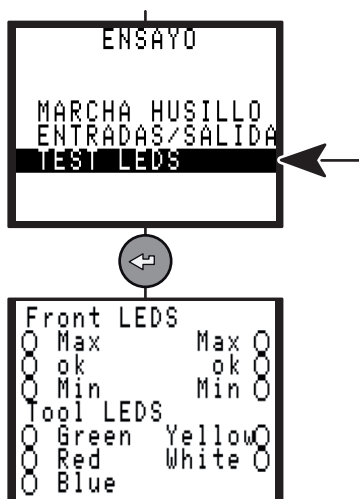 ENSAYO
MARCHA HUSILLO
ENTRADAS/SALIDA
TEST LEDS
Front LEDS
Max Max
ok ok
Min Min
Tool LEDS
Green Yellow
Red White
Blue